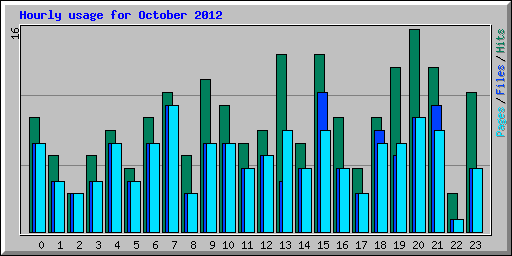 Hourly usage for October 2012
16
Pages/Files/Hits
0 1 2 3 4 5 6 7 8 9 10 11 12 13 14 15 16 17 18 19 20 21 22 23